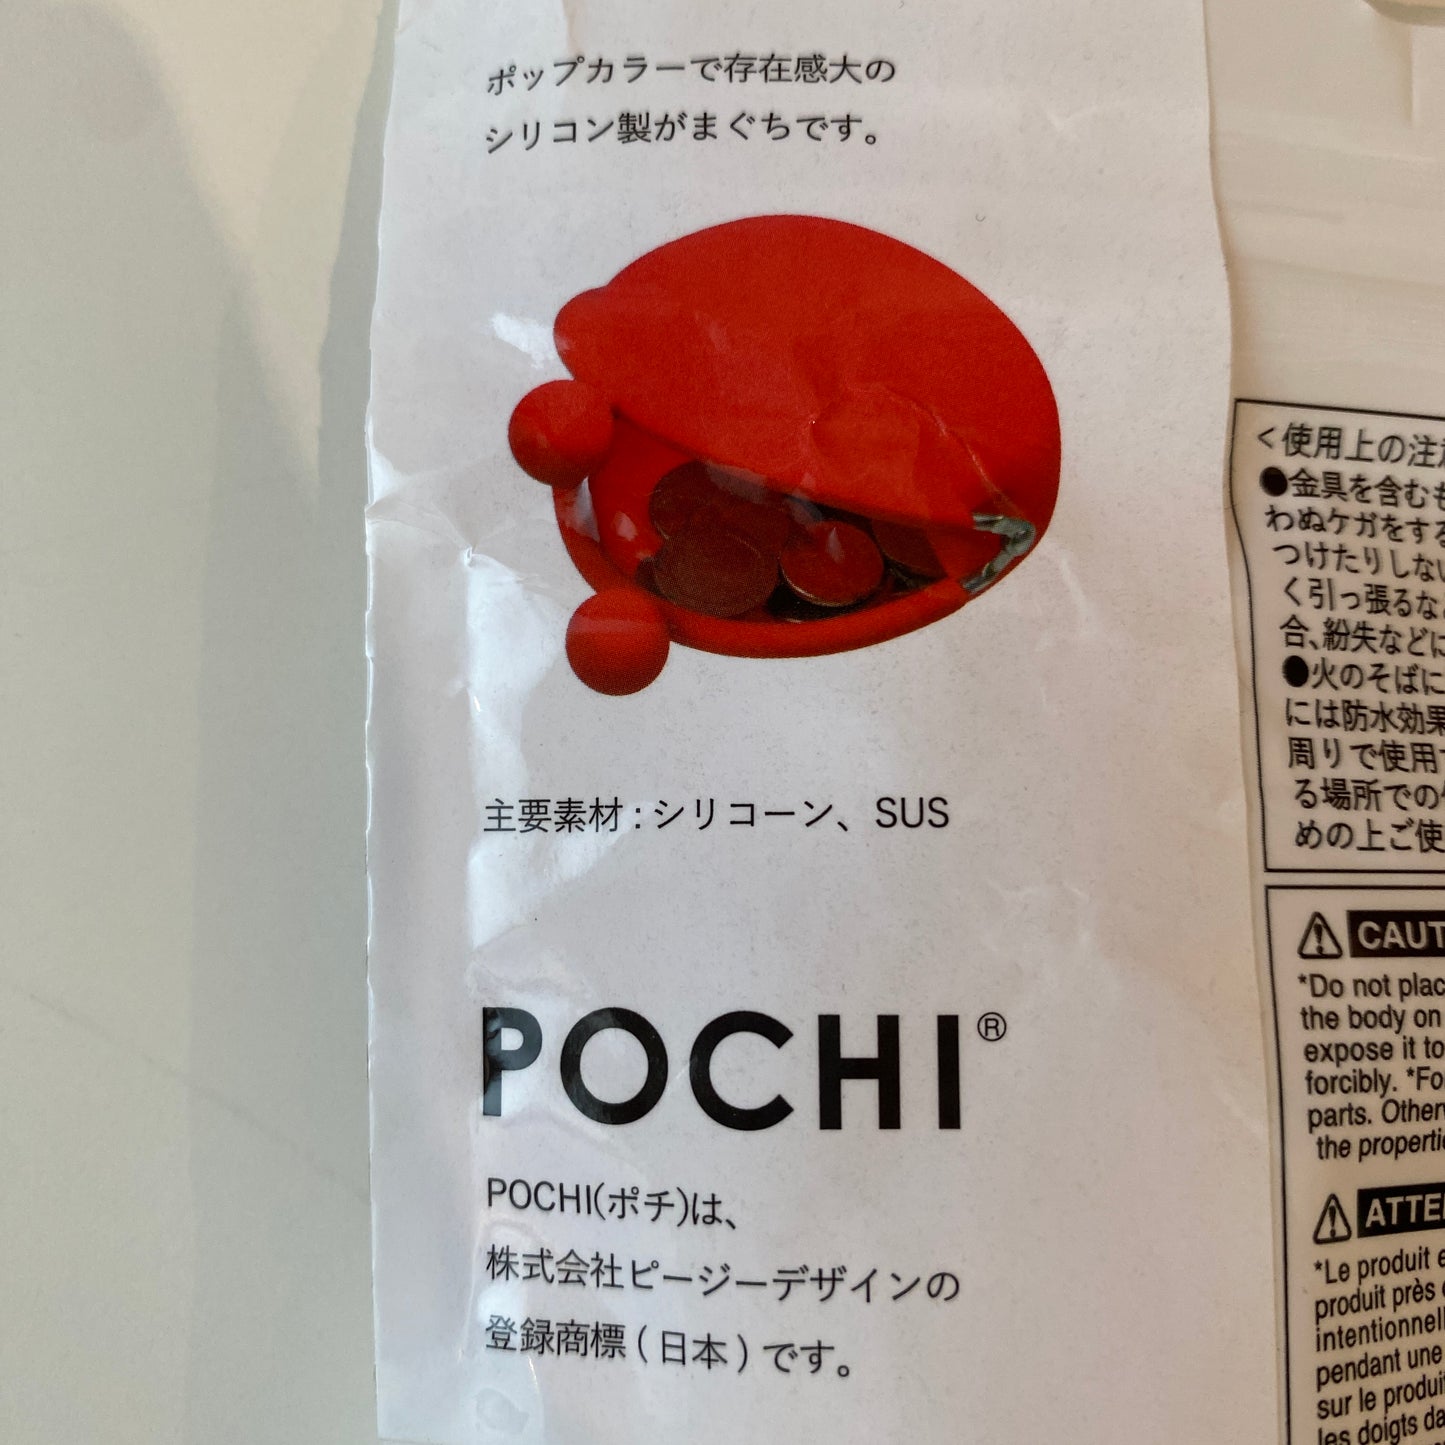 ポップカラーで存在感大の
シリコン製がまぐちです。
主要素材：シリコーン、SUS
POCHI®
POCHI(ポチ)は、
株式会社ピージーデザインの
登録商標(日本)です。
<使用上の注
●金具を含むも
わぬケガをする
つけたりしない
く引っ張るなど
合、紛失などに
●火のそばに
には防水効果
周りで使用
る場所での
めの上ご使
CAUT
*Do not plac
the body on
expose it to
forcibly. *Fo
parts. Other
the properti
ATTE
*Le produit e
produit près
intentionnell
pendant une
sur le produi
les doigts da